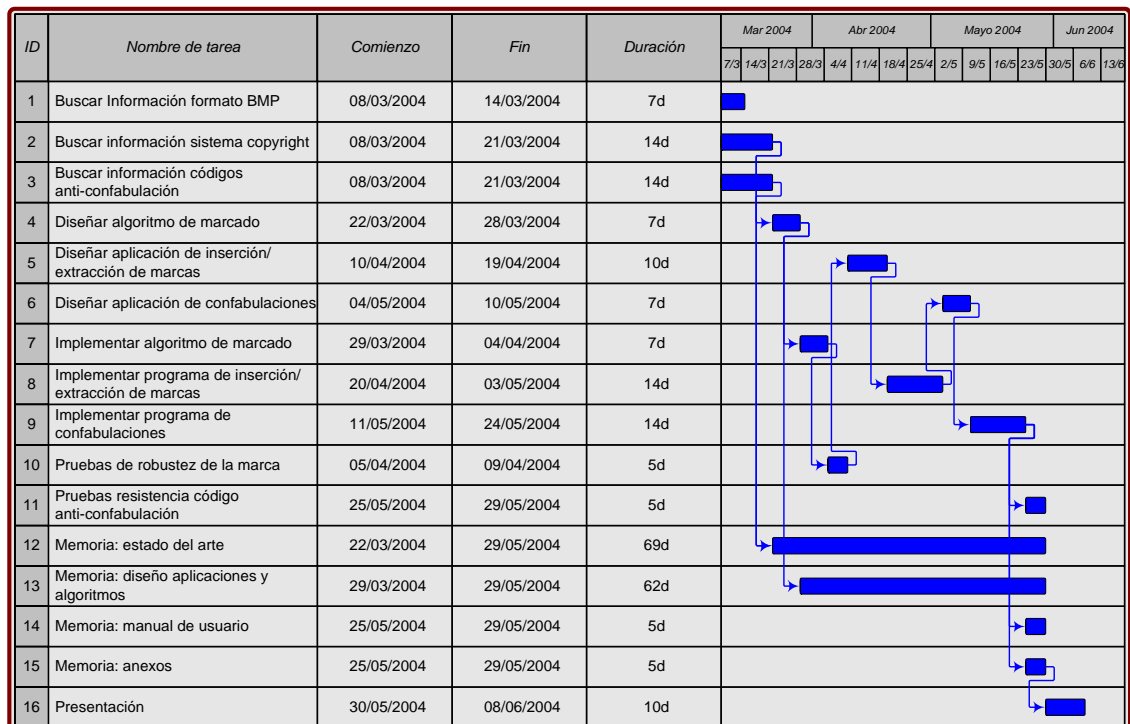 ID Nombre de tarea Comienzo Fin Duración
Mar 2004 Abr 2004 Mayo 2004 Jun 2004
7/3 14/3 21/3 28/3 4/4 11/4 18/4 25/4 2/5 9/5 16/5 23/5 30/5 6/6 13/6
1 Buscar Información formato BMP 08/03/2004 14/03/2004 7d
2 Buscar información sistema copyright 08/03/2004 21/03/2004 14d
3 Buscar información códigos
anti-confabulación 08/03/2004 21/03/2004 14d
4 Diseñar algoritmo de marcado 22/03/2004 28/03/2004 7d
5 Diseñar aplicación de inserción/
extracción de marcas 10/04/2004 19/04/2004 10d
6 Diseñar aplicación de confabulaciones 04/05/2004 10/05/2004 7d
7 Implementar algoritmo de marcado 29/03/2004 04/04/2004 7d
8 Implementar programa de inserción/
extracción de marcas 20/04/2004 03/05/2004 14d
9 Implementar programa de
confabulaciones 11/05/2004 24/05/2004 14d
10 Pruebas de robustez de la marca 05/04/2004 09/04/2004 5d
11 Pruebas resistencia código
anti-confabulación 25/05/2004 29/05/2004 5d
12 Memoria: estado del arte 22/03/2004 29/05/2004 69d
13 Memoria: diseño aplicaciones y
algoritmos 29/03/2004 29/05/2004 62d
14 Memoria: manual de usuario 25/05/2004 29/05/2004 5d
15 Memoria: anexos 25/05/2004 29/05/2004 5d
16 Presentación 30/05/2004 08/06/2004 10d